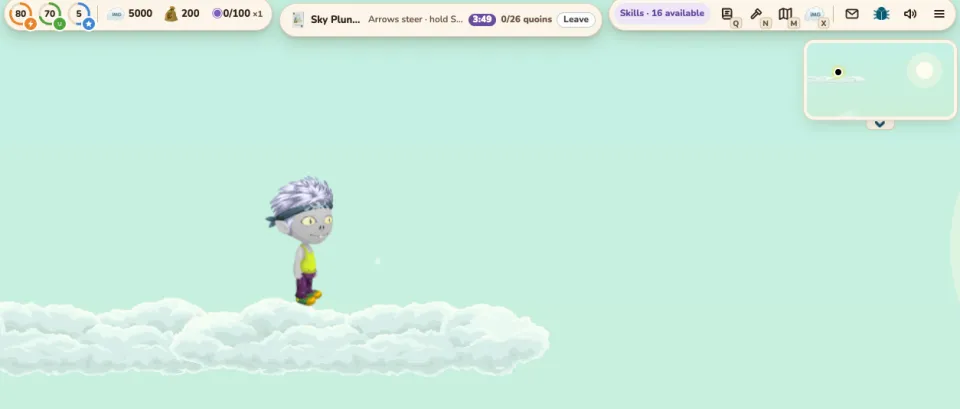 80 70 5 5000 200 0/100 ×1
Sky Plun... Arrows steer · hold S... 3:49 0/26 quoins Leave
Skills · 16 available Q N M X